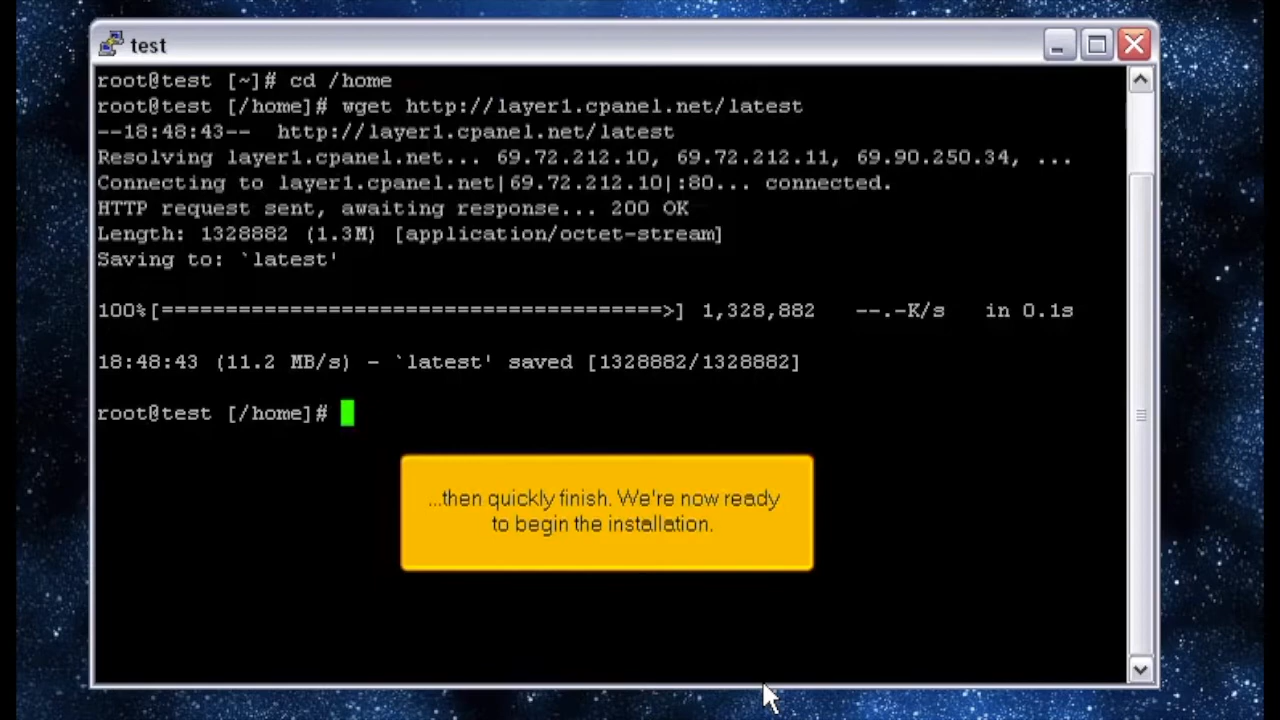 test
root@test [~]# cd /home
root@test [/home]# wget http://layer1.cpanel.net/latest
--18:48:43--  http://layer1.cpanel.net/latest
Resolving layer1.cpanel.net... 69.72.212.10, 69.72.212.11, 69.90.250.34, ...
Connecting to layer1.cpanel.net|69.72.212.10|:80... connected.
HTTP request sent, awaiting response... 200 OK
Length: 1328882 (1.3M) [application/octet-stream]
Saving to: `latest'
100%[=======================================>] 1,328,882   --.-K/s   in 0.1s
18:48:43 (11.2 MB/s) - `latest' saved [1328882/1328882]
root@test [/home]#
...then quickly finish. We're now ready
to begin the installation.